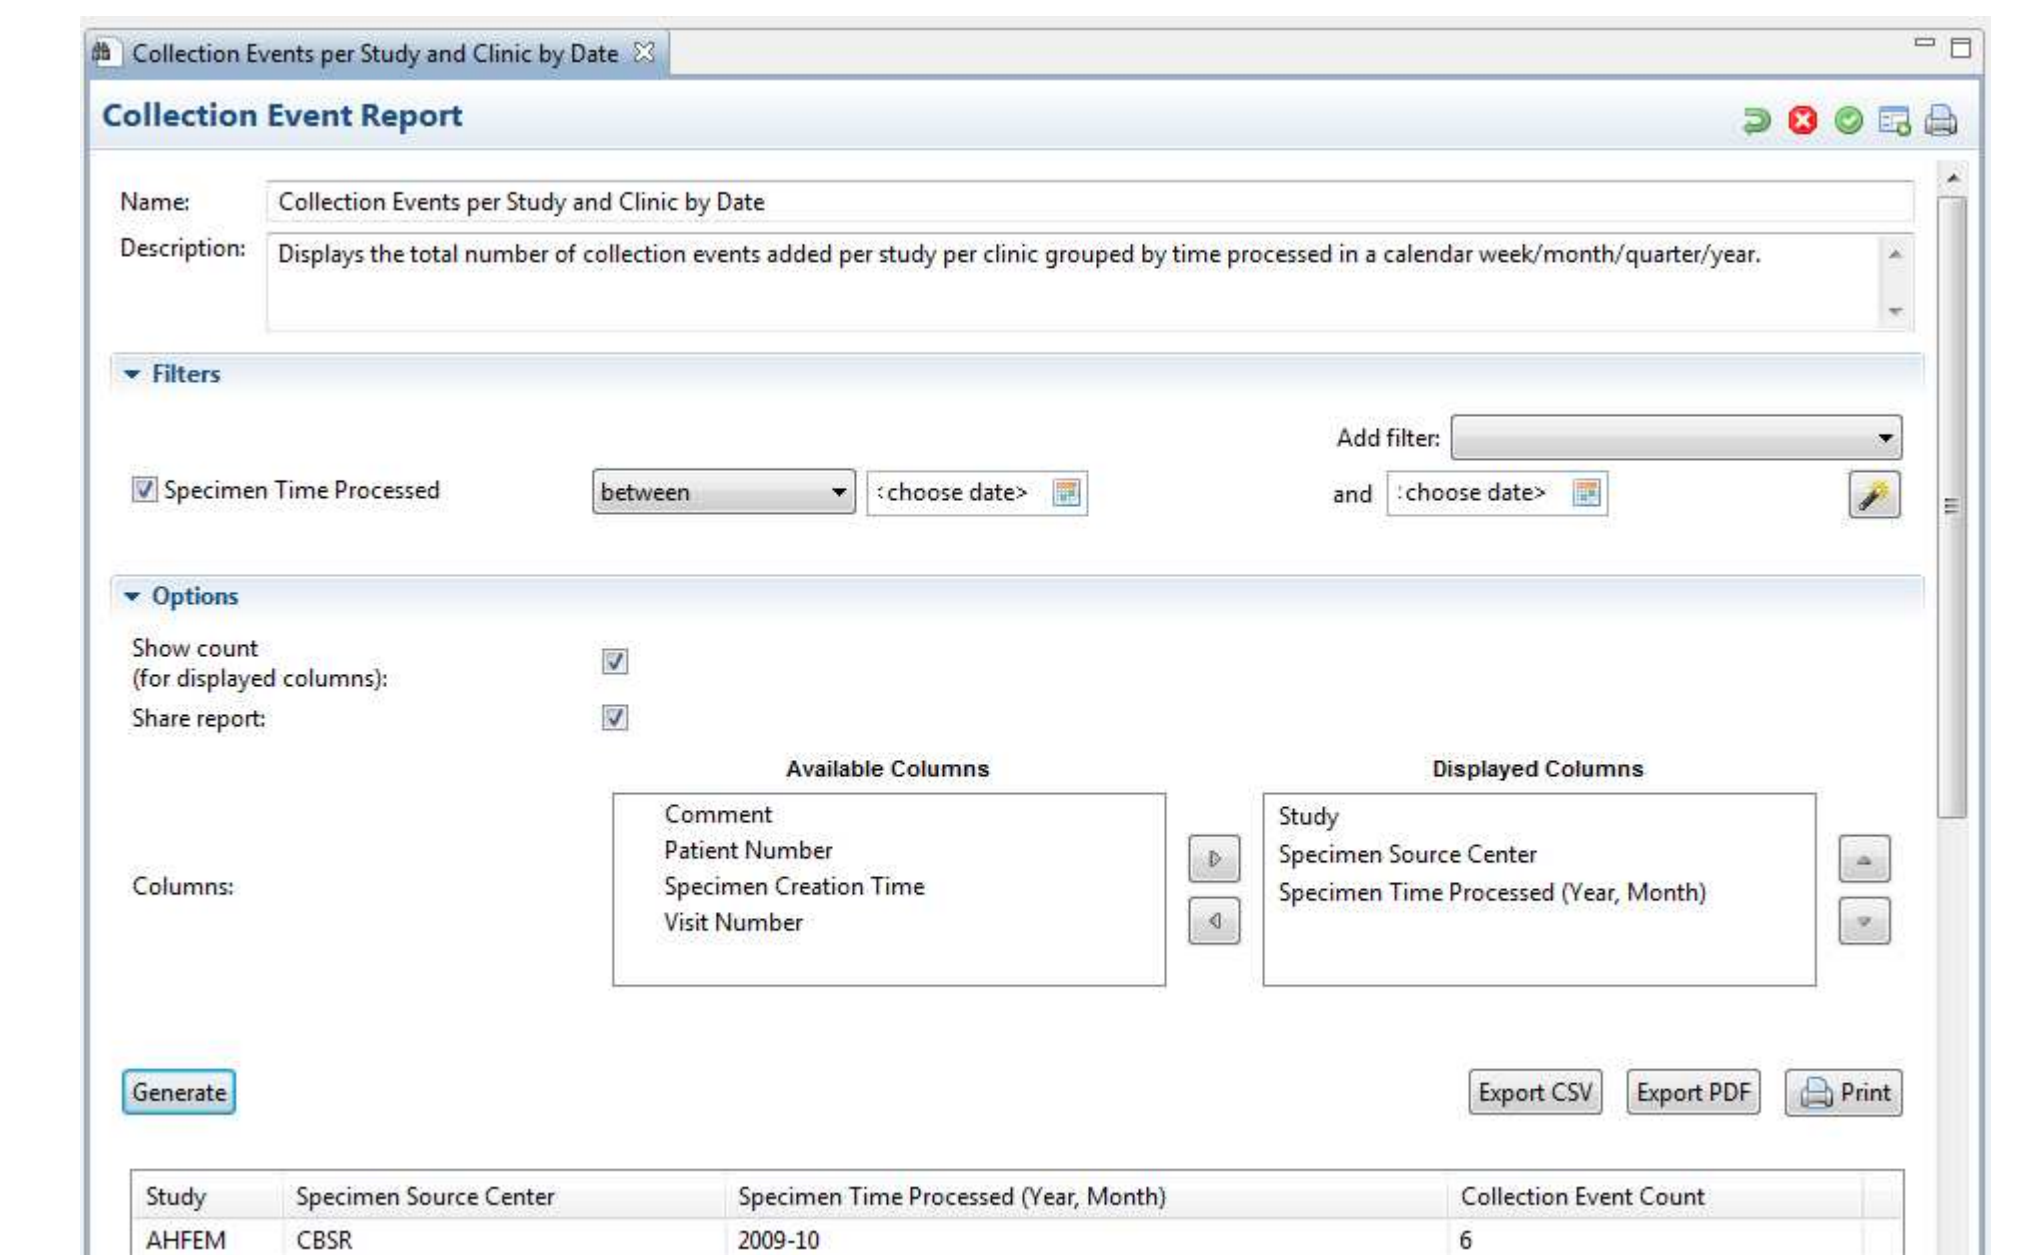 Collection Events per Study and Clinic by Date
Collection Event Report
Name: Collection Events per Study and Clinic by Date
Description: Displays the total number of collection events added per study per clinic grouped by time processed in a calendar week/month/quarter/year.
Filters
Add filter:
Specimen Time Processed between <choose date> and <choose date>
Options
Show count
(for displayed columns):
Share report:
Available Columns Displayed Columns
Comment Study
Patient Number Specimen Source Center
Specimen Creation Time Specimen Time Processed (Year, Month)
Visit Number
Columns:
Generate Export CSV Export PDF Print
Study Specimen Source Center Specimen Time Processed (Year, Month) Collection Event Count
AHFEM CBSR 2009-10 6